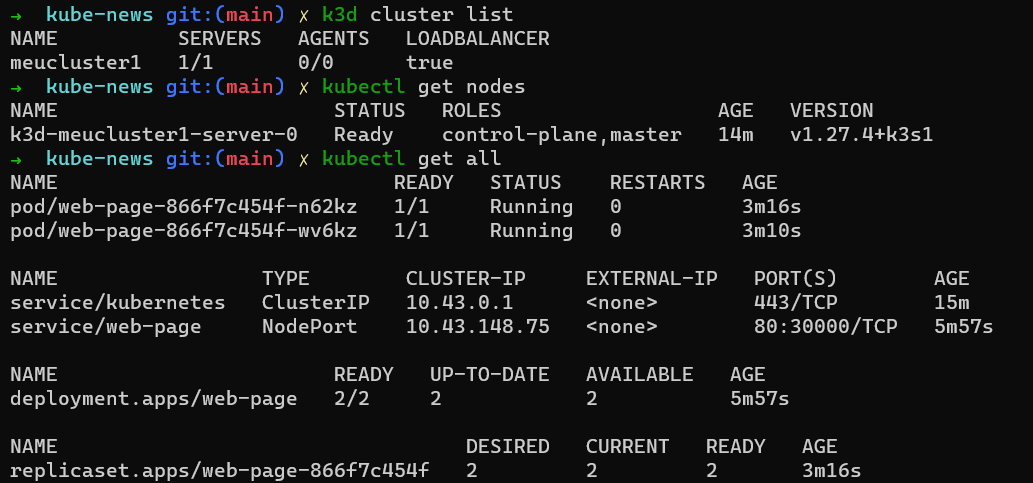 → kube-news git:(main) ✗ k3d cluster list
NAME          SERVERS   AGENTS   LOADBALANCER
meucluster1   1/1       0/0      true
→ kube-news git:(main) ✗ kubectl get nodes
NAME                       STATUS   ROLES                  AGE   VERSION
k3d-meucluster1-server-0   Ready    control-plane,master   14m   v1.27.4+k3s1
→ kube-news git:(main) ✗ kubectl get all
NAME                            READY   STATUS    RESTARTS   AGE
pod/web-page-866f7c454f-n62kz   1/1     Running   0          3m16s
pod/web-page-866f7c454f-wv6kz   1/1     Running   0          3m10s

NAME                 TYPE        CLUSTER-IP     EXTERNAL-IP   PORT(S)        AGE
service/kubernetes   ClusterIP   10.43.0.1      <none>        443/TCP        15m
service/web-page     NodePort    10.43.148.75   <none>        80:30000/TCP   5m57s

NAME                       READY   UP-TO-DATE   AVAILABLE   AGE
deployment.apps/web-page   2/2     2            2           5m57s

NAME                                  DESIRED   CURRENT   READY   AGE
replicaset.apps/web-page-866f7c454f   2         2         2       3m16s